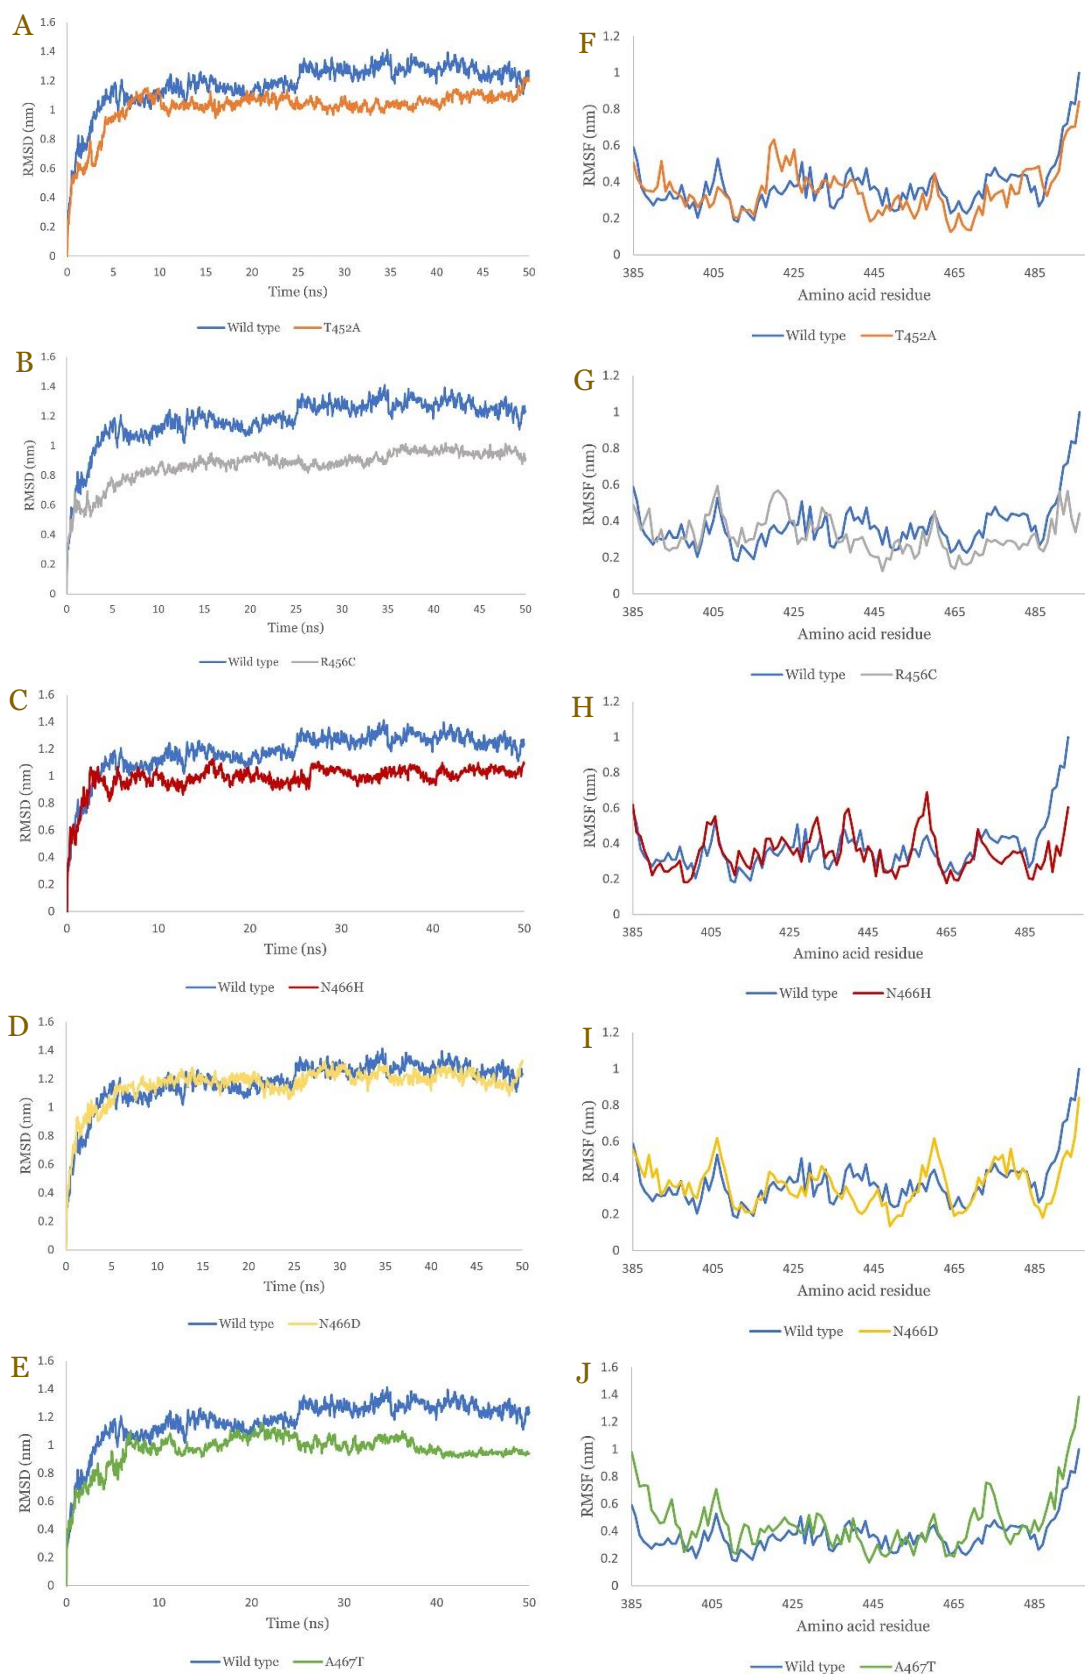 A
1.6
1.4
1.2
1
0.8
0.6
0.4
0.2
0
RMSD (nm)
0 5 10 15 20 25 30 35 40 45 50
Time (ns)
Wild type T452A
F
1.2
1
0.8
0.6
0.4
0.2
0
RMSF (nm)
385 405 425 445 465 485
Amino acid residue
Wild type T452A
B
1.6
1.4
1.2
1
0.8
0.6
0.4
0.2
0
RMSD (nm)
0 5 10 15 20 25 30 35 40 45 50
Time (ns)
Wild type R456C
G
1.2
1
0.8
0.6
0.4
0.2
0
RMSF (nm)
385 405 425 445 465 485
Amino acid residue
Wild type R456C
C
1.6
1.4
1.2
1
0.8
0.6
0.4
0.2
0
RMSD (nm)
0 10 20 30 40 50
Time (ns)
Wild type N466H
H
1.2
1
0.8
0.6
0.4
0.2
0
RMSF (nm)
385 405 425 445 465 485
Amino acid residue
Wild type N466H
D
1.6
1.4
1.2
1
0.8
0.6
0.4
0.2
0
RMSD (nm)
0 5 10 15 20 25 30 35 40 45 50
Time (ns)
Wild type N466D
I
1.2
1
0.8
0.6
0.4
0.2
0
RMSF (nm)
385 405 425 445 465 485
Amino acid residue
Wild type N466D
E
1.6
1.4
1.2
1
0.8
0.6
0.4
0.2
0
RMSD (nm)
0 5 10 15 20 25 30 35 40 45 50
Time (ns)
Wild type A467T
J
1.6
1.4
1.2
1
0.8
0.6
0.4
0.2
0
RMSF (nm)
385 405 425 445 465 485
Amino acid residue
Wild type A467T